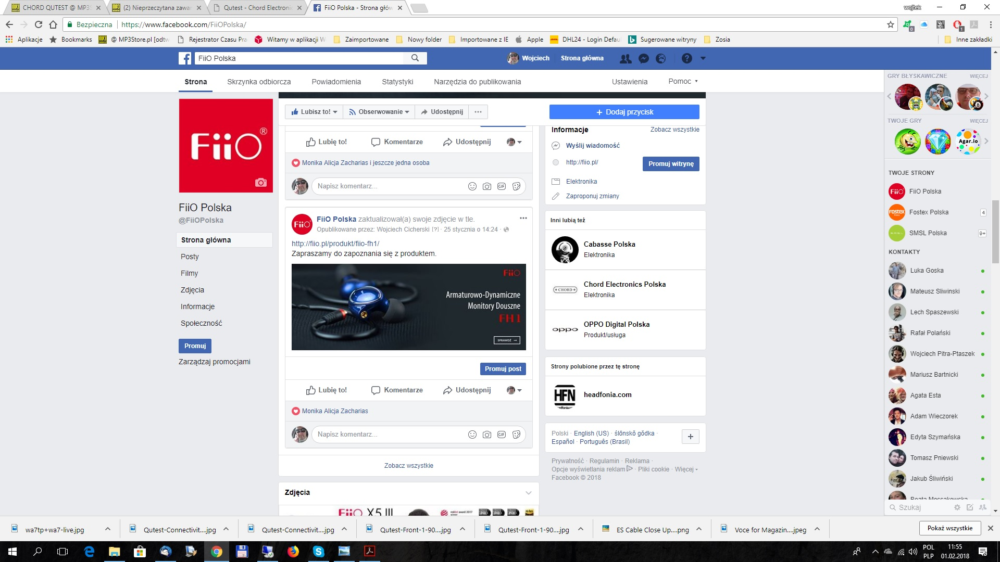 CHORD QUTEST @ MP3S
(2) Nieprzeczytana zawar
Qutest - Chord Electronic
FiiO Polska - Strona głów
wojtek
Bezpieczna
https://www.facebook.com/FiiOPolska/
Aplikacje
Bookmarks
@ MP3Store.pl [odtw
Rejestrator Czasu Pra
Witamy w aplikacji W
Zaimportowane
Nowy folder
Importowane z IE
Apple
DHL24 - Login Defau
Sugerowane witryny
Zosia
Inne zakładki
FiiO Polska
Wojciech
Strona główna
Strona
Skrzynka odbiorcza
Powiadomienia
Statystyki
Narzędzia do publikowania
Ustawienia
Pomoc
FiiO®
FiiO Polska
@FiiOPolska
Strona główna
Posty
Filmy
Zdjęcia
Informacje
Społeczność
Promuj
Zarządzaj promocjami
Lubisz to!
Obserwowanie
Udostępnij
Dodaj przycisk
Lubię to!
Komentarze
Udostępnij
Monika Alicja Zacharias i jeszcze jedna osoba
Napisz komentarz...
GIF
FiiO
FiiO Polska zaktualizował(a) swoje zdjęcie w tle.
Opublikowane przez: Wojciech Cicherski [?] · 25 stycznia o 14:24 ·
http://fiio.pl/produkt/fiio-fh1/
Zapraszamy do zapoznania się z produktem.
FiiO
Armaturowo-Dynamiczne
Monitory Douszne
FH1
SPRAWDŹ →
Promuj post
Lubię to!
Komentarze
Udostępnij
Monika Alicja Zacharias
Napisz komentarz...
GIF
Zobacz wszystkie
Zdjęcia
FiiO X5 III
Informacje
Zobacz wszystkie
Wyślij wiadomość
http://fiio.pl/
Promuj witrynę
Elektronika
Zaproponuj zmiany
Inni lubią też
Cabasse Polska
Elektronika
CHORD
Chord Electronics Polska
Elektronika
oppo
OPPO Digital Polska
Produkt/usługa
Strony polubione przez tę stronę
HFN
headfonia.com
Polski · English (US) · ślōnskŏ gŏdka ·
Español · Português (Brasil)
Prywatność · Regulamin · Reklama ·
Opcje wyświetlania reklam · Pliki cookie · Więcej
Facebook © 2018
GRY BŁYSKAWICZNE
WIĘCEJ
8
TWOJE GRY
WIĘCEJ
Agar.io
TWOJE STRONY
FiiO
FiiO Polska
FOSTEX
Fostex Polska
4
SMSL Polska
9+
KONTAKTY
Luka Goska
Mateusz Sliwinski
Lech Spaszewski
Rafał Polański
Wojciech Pitra-Ptaszek
Mariusz Bartnicki
Agata Esta
Adam Wieczorek
Edyta Szymańska
Tomasz Pniewski
Jakub Śliwiński
Beata Mossakowska
Szukaj
wa7tp+wa7-live.jpg
Qutest-Connectivit....jpg
Qutest-Connectivit....jpg
Qutest-Front-1-90....jpg
Qutest-Front-1-90....jpg
ES Cable Close Up....png
Voce for Magazin....jpeg
Pokaż wszystkie
POL
PLP
11:55
01.02.2018